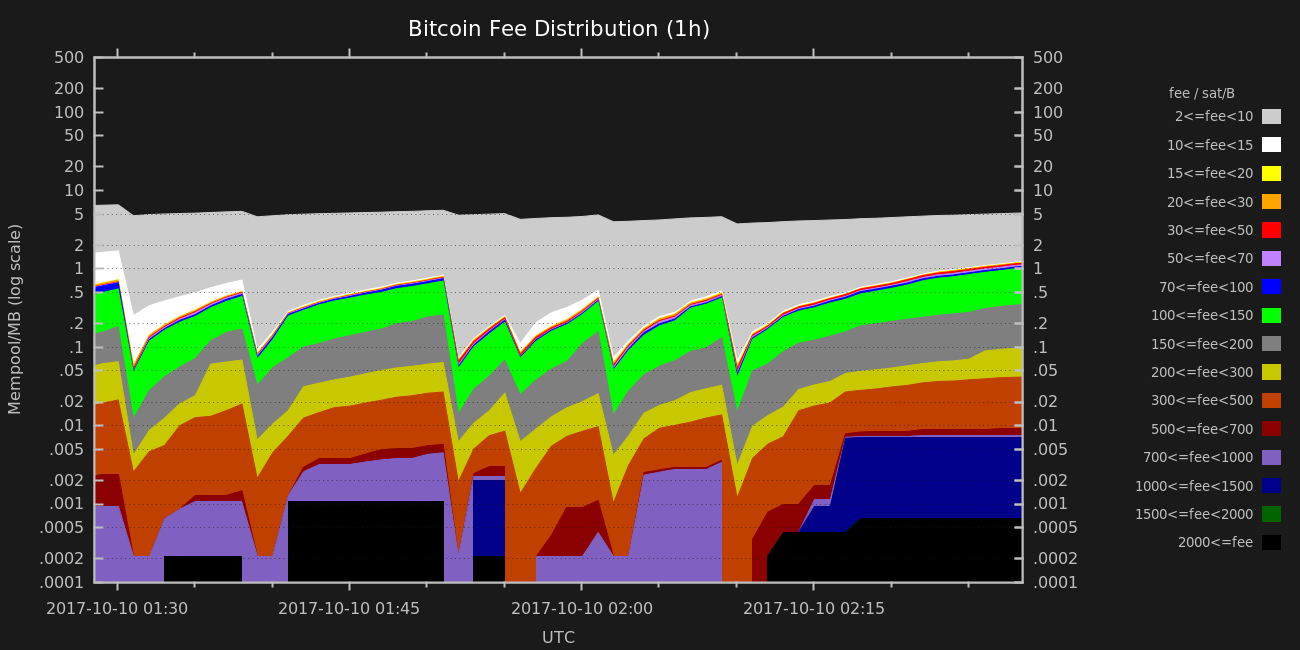 Bitcoin Fee Distribution (1h)
500 500
200 200
100 100
50 50
20 20
10 10
5 5
2 2
1 1
.5 .5
.2 .2
.1 .1
.05 .05
.02 .02
.01 .01
.005 .005
.002 .002
.001 .001
.0005 .0005
.0002 .0002
.0001 .0001
Mempool/MB (log scale)
2017-10-10 01:30 2017-10-10 01:45 2017-10-10 02:00 2017-10-10 02:15
UTC
fee / sat/B
2<=fee<10
10<=fee<15
15<=fee<20
20<=fee<30
30<=fee<50
50<=fee<70
70<=fee<100
100<=fee<150
150<=fee<200
200<=fee<300
300<=fee<500
500<=fee<700
700<=fee<1000
1000<=fee<1500
1500<=fee<2000
2000<=fee